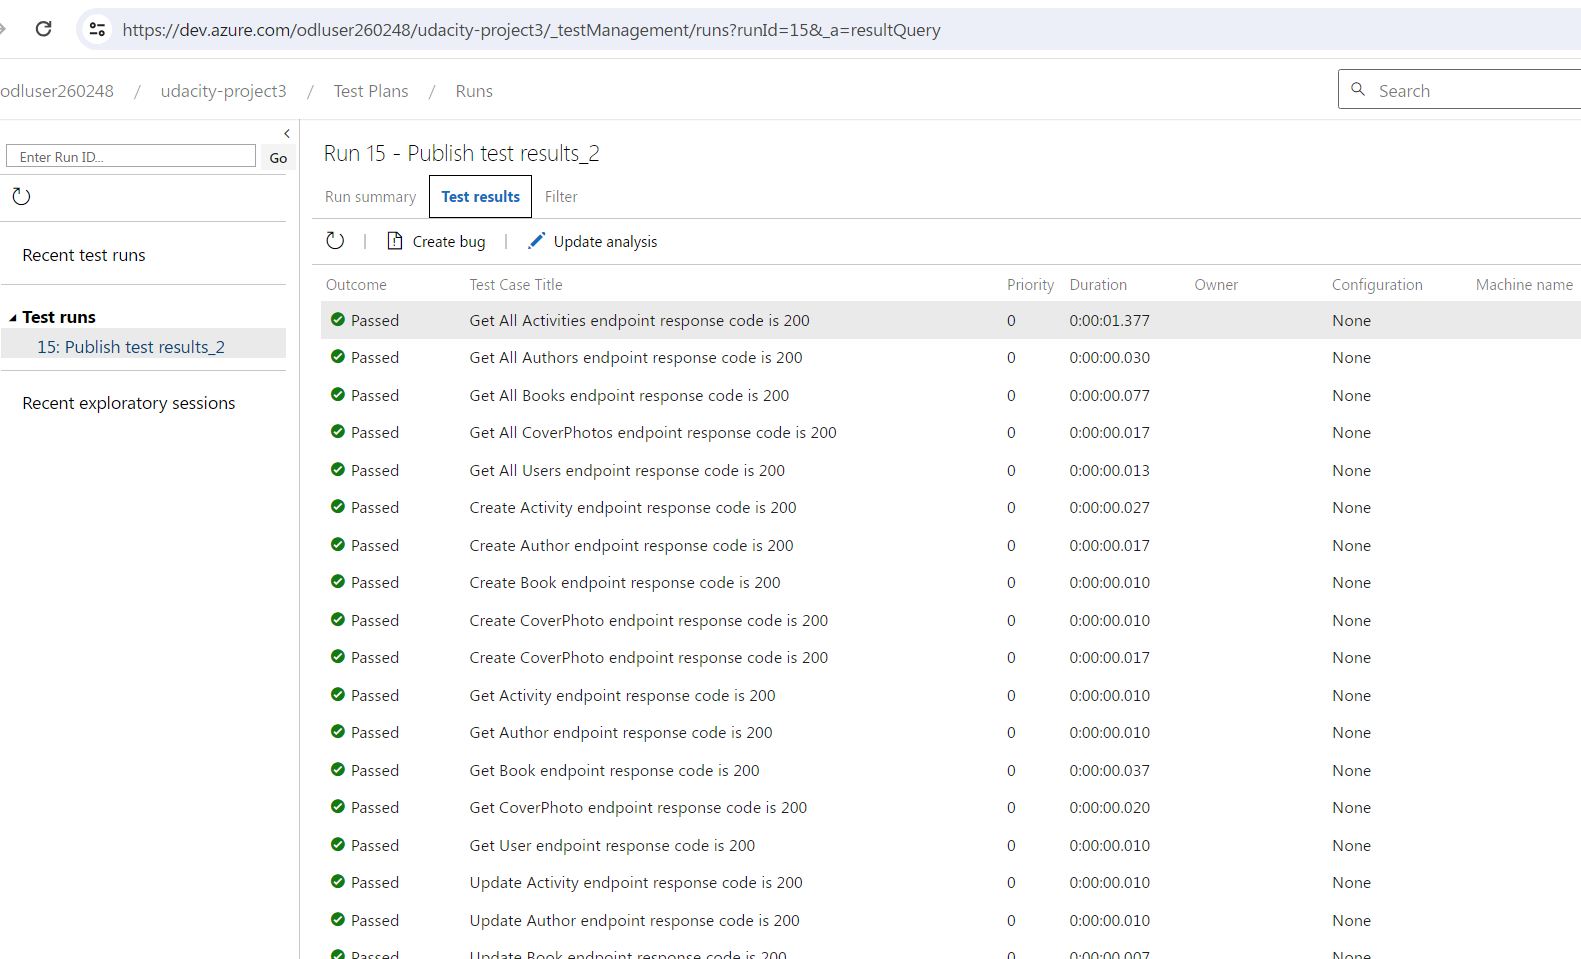 https://dev.azure.com/odluser260248/udacity-project3/_testManagement/runs?runId=15&_a=resultQuery
odluser260248 / udacity-project3 / Test Plans / Runs
Search
Enter Run ID...
Go
Recent test runs
Test runs
15: Publish test results_2
Recent exploratory sessions
Run 15 - Publish test results_2
Run summary Test results Filter
Create bug | Update analysis
Outcome Test Case Title Priority Duration Owner Configuration Machine name
Passed Get All Activities endpoint response code is 200 0 0:00:01.377 None
Passed Get All Authors endpoint response code is 200 0 0:00:00.030 None
Passed Get All Books endpoint response code is 200 0 0:00:00.077 None
Passed Get All CoverPhotos endpoint response code is 200 0 0:00:00.017 None
Passed Get All Users endpoint response code is 200 0 0:00:00.013 None
Passed Create Activity endpoint response code is 200 0 0:00:00.027 None
Passed Create Author endpoint response code is 200 0 0:00:00.017 None
Passed Create Book endpoint response code is 200 0 0:00:00.010 None
Passed Create CoverPhoto endpoint response code is 200 0 0:00:00.010 None
Passed Create CoverPhoto endpoint response code is 200 0 0:00:00.017 None
Passed Get Activity endpoint response code is 200 0 0:00:00.010 None
Passed Get Author endpoint response code is 200 0 0:00:00.010 None
Passed Get Book endpoint response code is 200 0 0:00:00.037 None
Passed Get CoverPhoto endpoint response code is 200 0 0:00:00.020 None
Passed Get User endpoint response code is 200 0 0:00:00.010 None
Passed Update Activity endpoint response code is 200 0 0:00:00.010 None
Passed Update Author endpoint response code is 200 0 0:00:00.010 None
Passed Update Book endpoint response code is 200 0 0:00:00.007 None